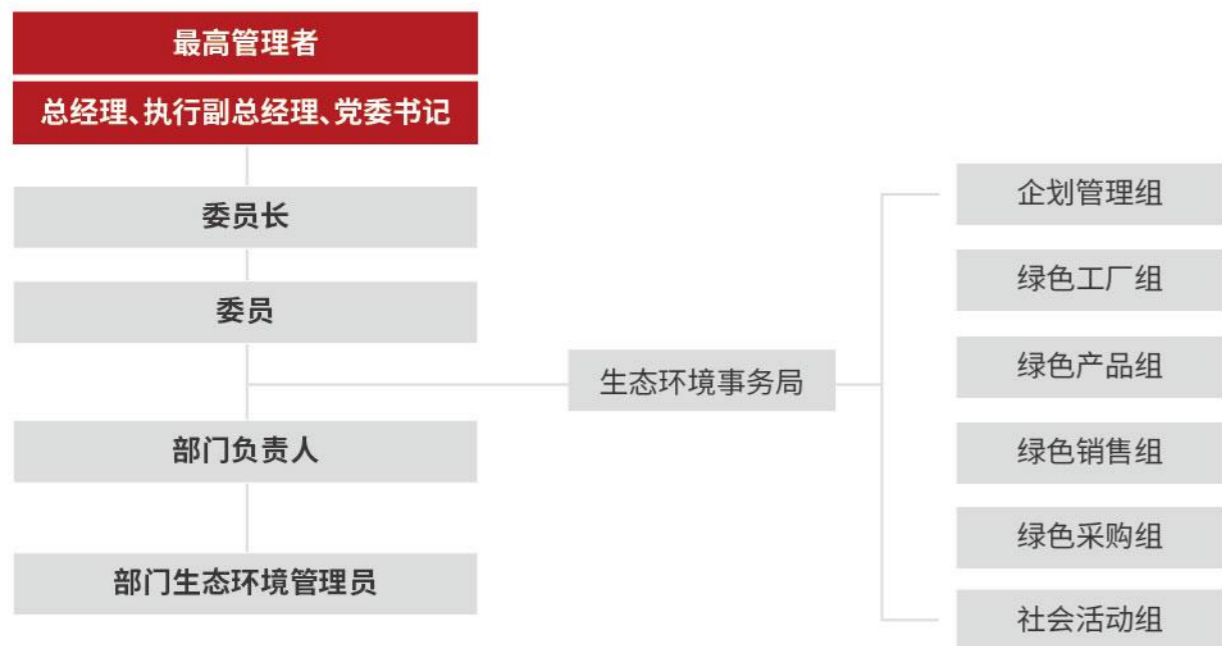 最高管理者
总经理、执行副总经理、党委书记
委员长
委员
部门负责人
部门生态环境管理员
生态环境事务局
企划管理组
绿色工厂组
绿色产品组
绿色销售组
绿色采购组
社会活动组